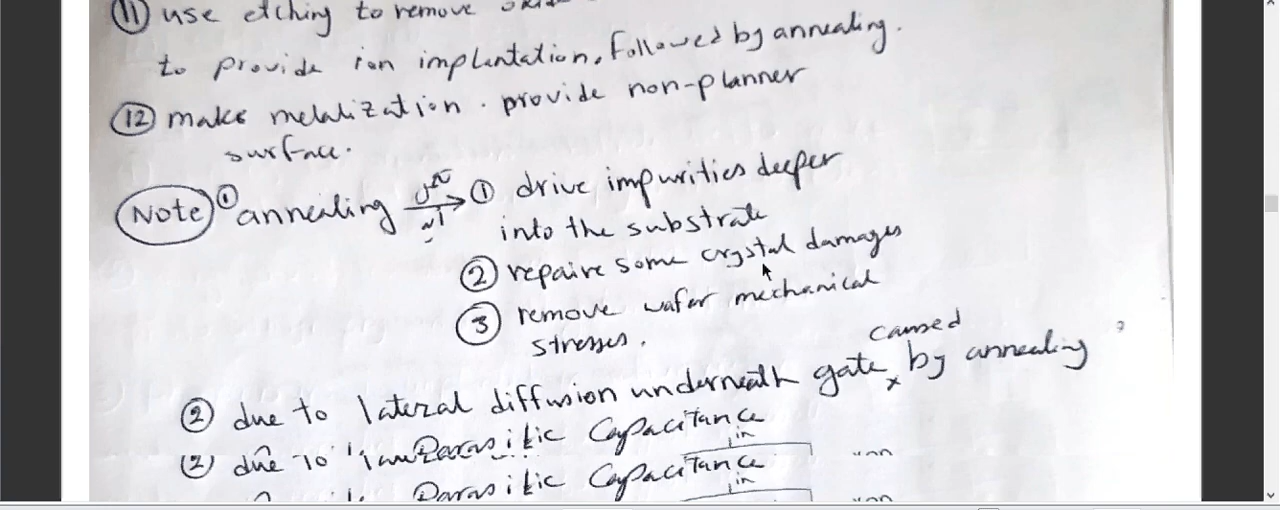 ⑪ use etching to remove
to provide ion implantation, followed by annealing.
⑫ make metalization. provide non-planner
surface.
Note ① annealing → ① drive impurities deeper
into the substrate
② repaire some crystal damages
③ remove wafer mechanical
stresses.
caused
② due to lateral diffusion underneath gate x by annealing
Parasitic Capacitance
in
② due to
Parasitic Capacitance
in